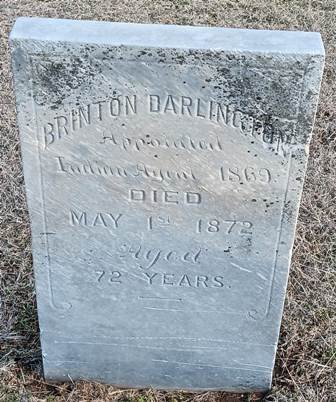 BRINTON DARLINGTON
Appointed
Indian Agent 1869
DIED
MAY 1ST 1872
Aged
72 YEARS.